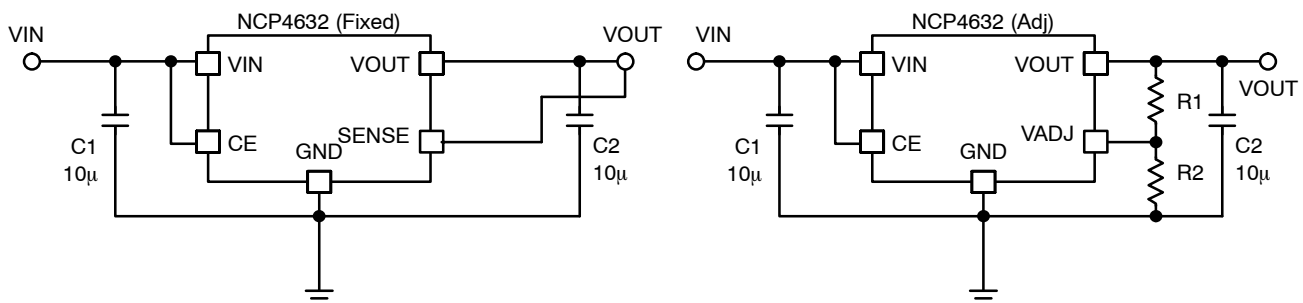 NCP4632 (Fixed)
VIN
VOUT
VIN
VOUT
CE
SENSE
GND
C1
10μ
C2
10μ
NCP4632 (Adj)
VIN
VIN
VOUT
VOUT
R1
CE
VADJ
GND
C1
10μ
R2
C2
10μ